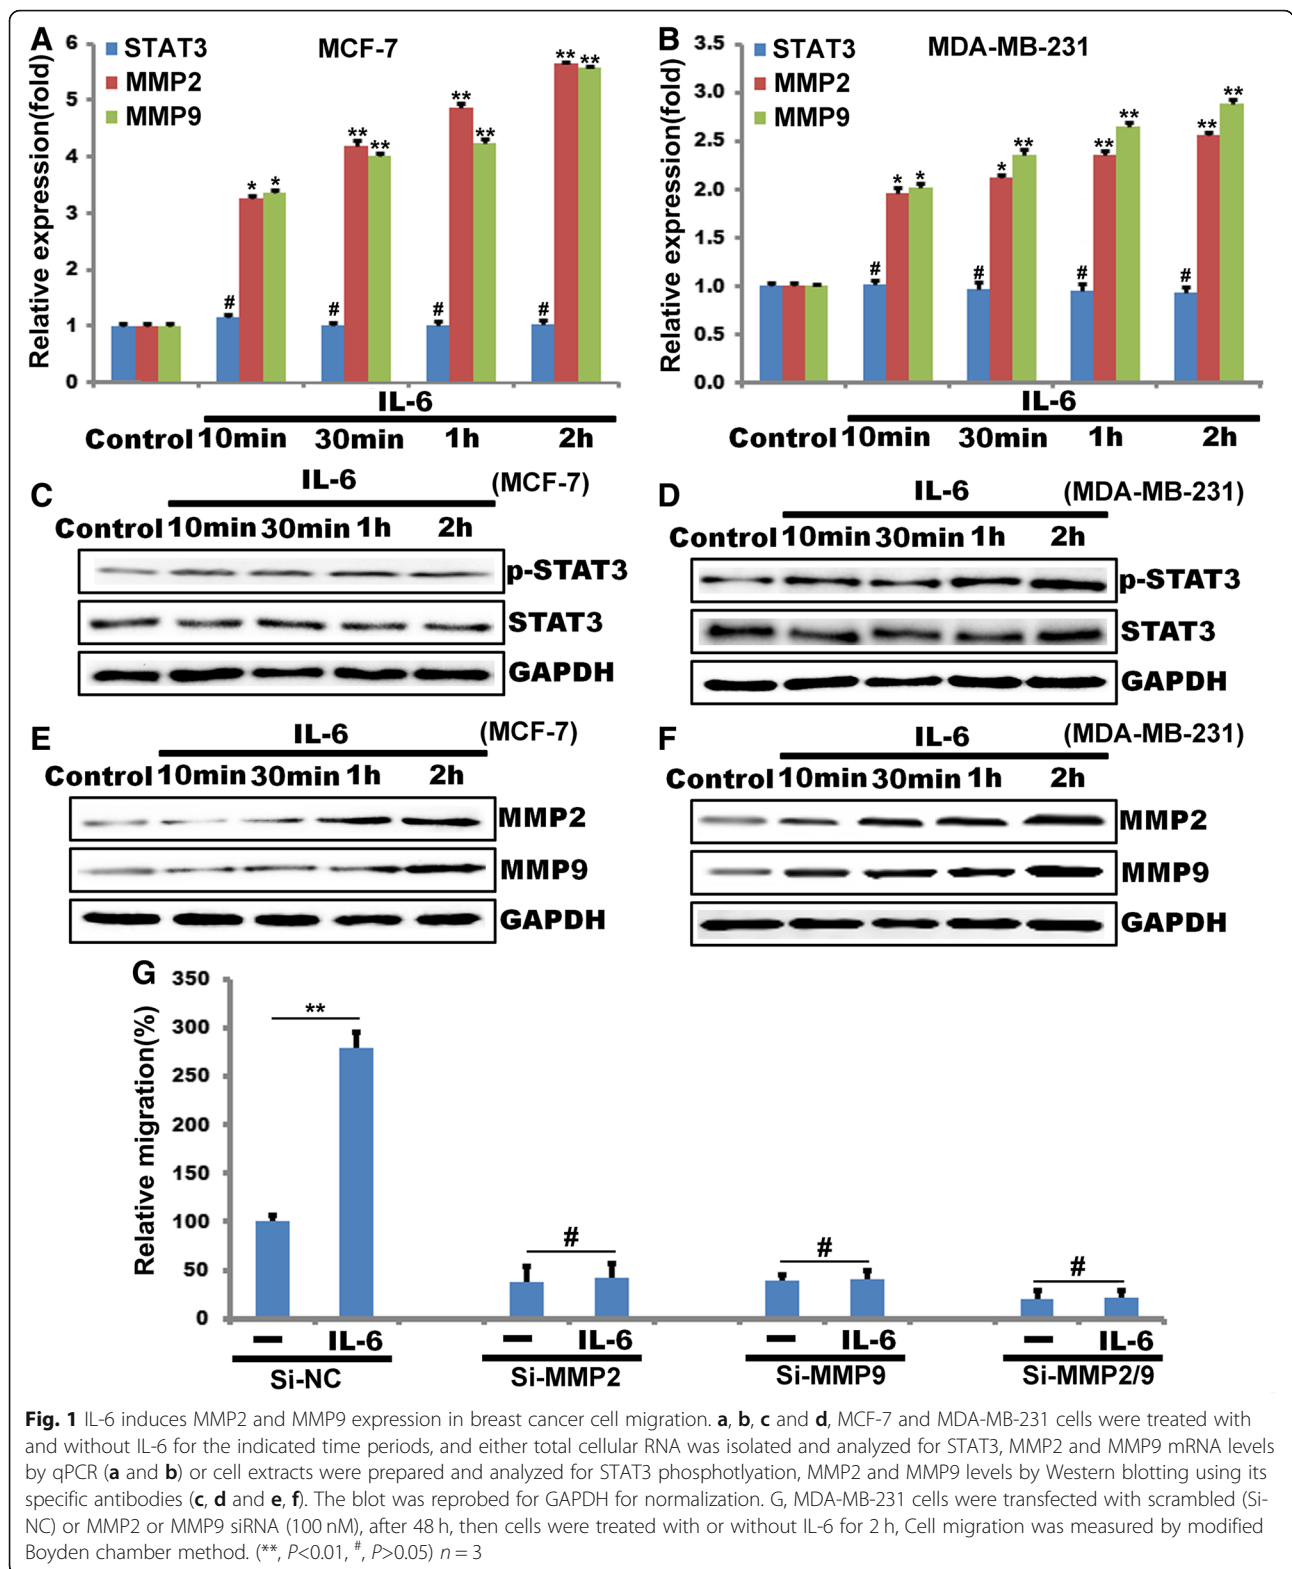 A
MCF-7
STAT3
MMP2
MMP9
Relative expression(fold)
6
5
4
3
2
1
0
#
*
*
#
**
**
#
**
**
#
**
**
IL-6
Control 10min 30min 1h 2h
B
MDA-MB-231
STAT3
MMP2
MMP9
Relative expression(fold)
3.5
3.0
2.5
2.0
1.5
1.0
0.5
0.0
#
*
*
#
*
**
#
**
**
#
**
**
IL-6
Control 10min 30min 1h 2h
C
IL-6 (MCF-7)
Control 10min 30min 1h 2h
p-STAT3
STAT3
GAPDH
D
IL-6 (MDA-MB-231)
Control 10min 30min 1h 2h
p-STAT3
STAT3
GAPDH
E
IL-6 (MCF-7)
Control 10min 30min 1h 2h
MMP2
MMP9
GAPDH
F
IL-6 (MDA-MB-231)
Control 10min 30min 1h 2h
MMP2
MMP9
GAPDH
G
Relative migration(%)
350
300
250
200
150
100
50
0
**
#
#
#
— IL-6 — IL-6 — IL-6 — IL-6
Si-NC Si-MMP2 Si-MMP9 Si-MMP2/9
Fig. 1 IL-6 induces MMP2 and MMP9 expression in breast cancer cell migration. a, b, c and d, MCF-7 and MDA-MB-231 cells were treated with
and without IL-6 for the indicated time periods, and either total cellular RNA was isolated and analyzed for STAT3, MMP2 and MMP9 mRNA levels
by qPCR (a and b) or cell extracts were prepared and analyzed for STAT3 phosphotlyation, MMP2 and MMP9 levels by Western blotting using its
specific antibodies (c, d and e, f). The blot was reprobed for GAPDH for normalization. G, MDA-MB-231 cells were transfected with scrambled (Si-
NC) or MMP2 or MMP9 siRNA (100 nM), after 48 h, then cells were treated with or without IL-6 for 2 h, Cell migration was measured by modified
Boyden chamber method. (**, P<0.01, #, P>0.05) n = 3